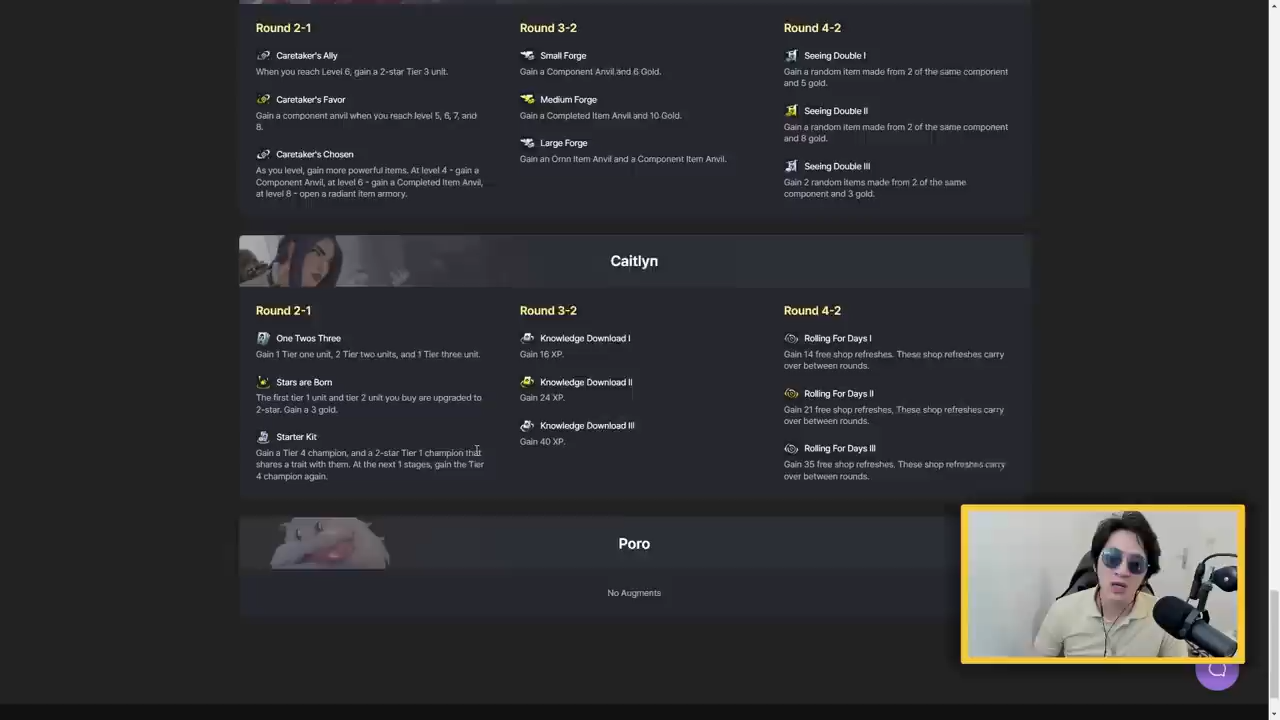 Round 2-1
Caretaker's Ally
When you reach Level 6, gain a 2-star Tier 3 unit.
Caretaker's Favor
Gain a component anvil when you reach level 5, 6, 7, and
8.
Caretaker's Chosen
As you level, gain more powerful items. At level 4 - gain a
Component Anvil, at level 6 - gain a Completed Item Anvil,
at level 8 - open a radiant item armory.
Round 3-2
Small Forge
Gain a Component Anvil and 6 Gold.
Medium Forge
Gain a Completed Item Anvil and 10 Gold.
Large Forge
Gain an Ornn Item Anvil and a Component Item Anvil.
Round 4-2
Seeing Double I
Gain a random item made from 2 of the same component
and 5 gold.
Seeing Double II
Gain a random item made from 2 of the same component
and 8 gold.
Seeing Double III
Gain 2 random items made from 2 of the same
component and 3 gold.
Caitlyn
Round 2-1
One Twos Three
Gain 1 Tier one unit, 2 Tier two units, and 1 Tier three unit.
Stars are Born
The first tier 1 unit and tier 2 unit you buy are upgraded to
2-star. Gain a 3 gold.
Starter Kit
Gain a Tier 4 champion, and a 2-star Tier 1 champion that
shares a trait with them. At the next 1 stages, gain the Tier
4 champion again.
Round 3-2
Knowledge Download I
Gain 16 XP.
Knowledge Download II
Gain 24 XP.
Knowledge Download III
Gain 40 XP.
Round 4-2
Rolling For Days I
Gain 14 free shop refreshes. These shop refreshes carry
over between rounds.
Rolling For Days II
Gain 21 free shop refreshes. These shop refreshes carry
over between rounds.
Rolling For Days III
Gain 35 free shop refreshes. These shop refreshes carry
over between rounds.
Poro
No Augments